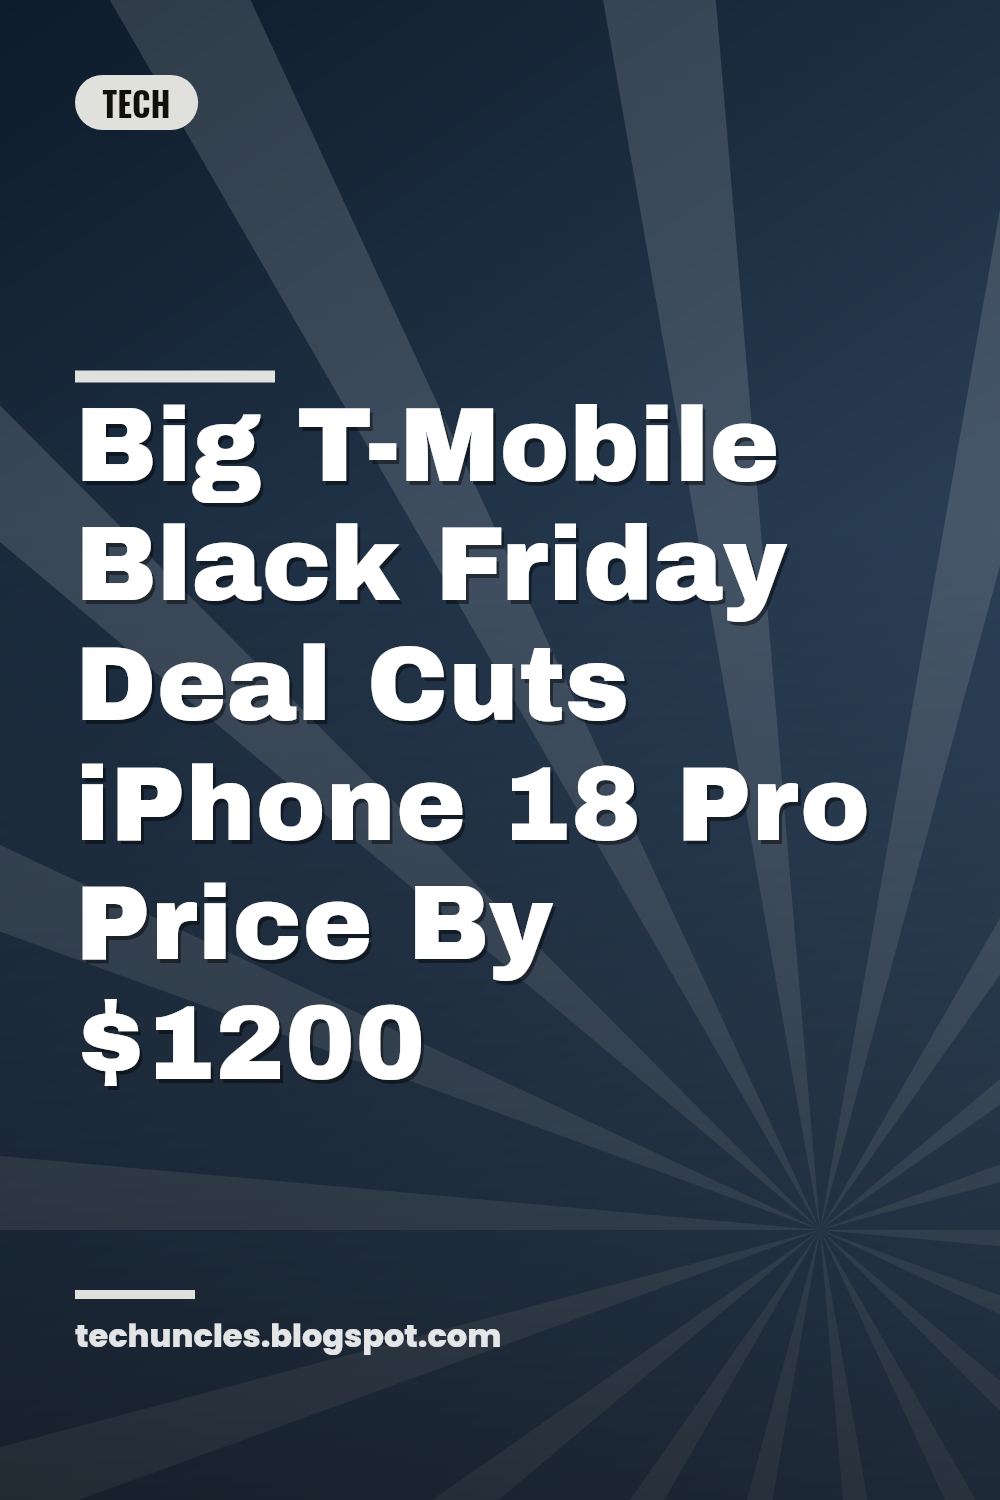 TECH
Big T-Mobile
Black Friday
Deal Cuts
iPhone 18 Pro
Price By
$1200
techuncles.blogspot.com